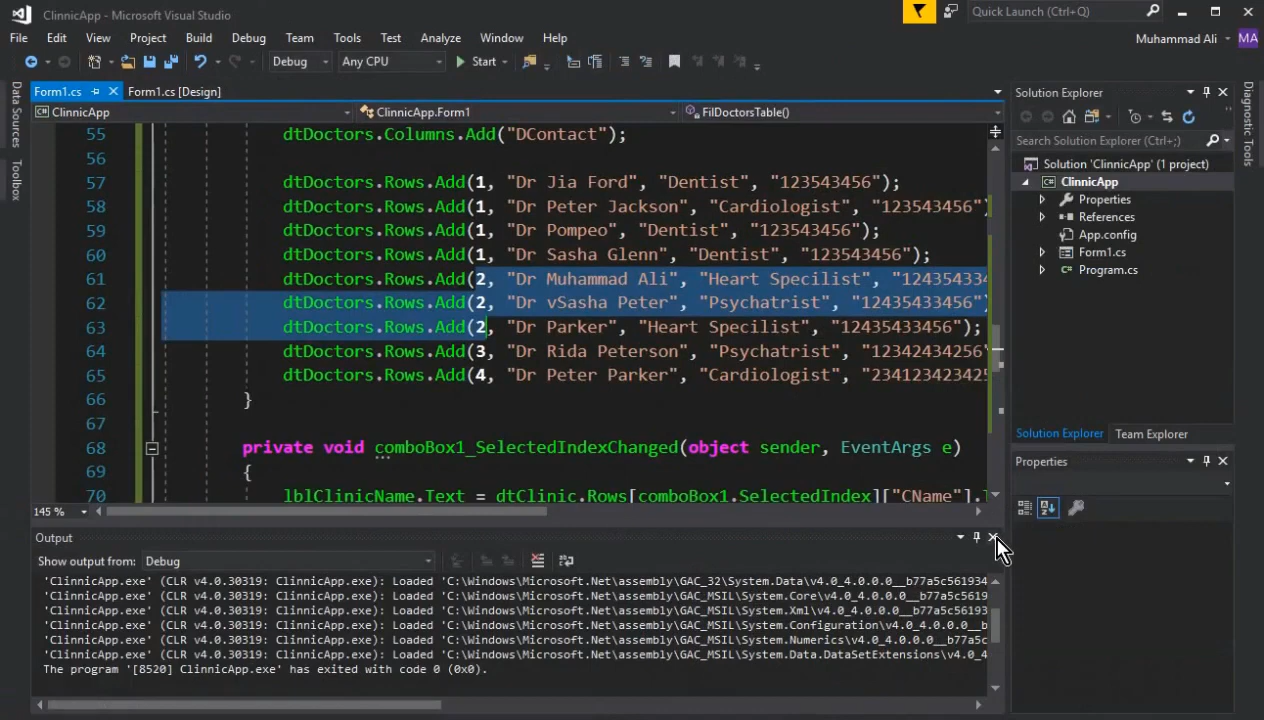 ClinnicApp - Microsoft Visual Studio
Quick Launch (Ctrl+Q)
File Edit View Project Build Debug Team Tools Test Analyze Window Help
Muhammad Ali MA
Debug Any CPU Start
Form1.cs Form1.cs [Design]
ClinnicApp ClinnicApp.Form1 FilDoctorsTable()
Data Sources
Toolbox
55 dtDoctors.Columns.Add("DContact");
56
57 dtDoctors.Rows.Add(1, "Dr Jia Ford", "Dentist", "123543456");
58 dtDoctors.Rows.Add(1, "Dr Peter Jackson", "Cardiologist", "123543456")
59 dtDoctors.Rows.Add(1, "Dr Pompeo", "Dentist", "123543456");
60 dtDoctors.Rows.Add(1, "Dr Sasha Glenn", "Dentist", "123543456");
61 dtDoctors.Rows.Add(2, "Dr Muhammad Ali", "Heart Specilist", "124354334
62 dtDoctors.Rows.Add(2, "Dr vSasha Peter", "Psychatrist", "12435433456")
63 dtDoctors.Rows.Add(2, "Dr Parker", "Heart Specilist", "12435433456");
64 dtDoctors.Rows.Add(3, "Dr Rida Peterson", "Psychatrist", "12342434256"
65 dtDoctors.Rows.Add(4, "Dr Peter Parker", "Cardiologist", "234123423425
66 }
67
68 private void comboBox1_SelectedIndexChanged(object sender, EventArgs e)
69 {
70 lblClinicName.Text = dtClinic.Rows[comboBox1.SelectedIndex]["CName"].T
145 %
Output
Show output from: Debug
'ClinnicApp.exe' (CLR v4.0.30319: ClinnicApp.exe): Loaded 'C:\Windows\Microsoft.Net\assembly\GAC_32\System.Data\v4.0_4.0.0.0__b77a5c561934
'ClinnicApp.exe' (CLR v4.0.30319: ClinnicApp.exe): Loaded 'C:\Windows\Microsoft.Net\assembly\GAC_MSIL\System.Core\v4.0_4.0.0.0__b77a5c5619
'ClinnicApp.exe' (CLR v4.0.30319: ClinnicApp.exe): Loaded 'C:\Windows\Microsoft.Net\assembly\GAC_MSIL\System.Xml\v4.0_4.0.0.0__b77a5c56193
'ClinnicApp.exe' (CLR v4.0.30319: ClinnicApp.exe): Loaded 'C:\Windows\Microsoft.Net\assembly\GAC_MSIL\System.Configuration\v4.0_4.0.0.0__b
'ClinnicApp.exe' (CLR v4.0.30319: ClinnicApp.exe): Loaded 'C:\Windows\Microsoft.Net\assembly\GAC_MSIL\System.Numerics\v4.0_4.0.0.0__b77a5c
'ClinnicApp.exe' (CLR v4.0.30319: ClinnicApp.exe): Loaded 'C:\Windows\Microsoft.Net\assembly\GAC_MSIL\System.Data.DataSetExtensions\v4.0_4
The program '[8520] ClinnicApp.exe' has exited with code 0 (0x0).
Solution Explorer
Search Solution Explorer (Ctrl+;)
Solution 'ClinnicApp' (1 project)
ClinnicApp
Properties
References
App.config
Form1.cs
Program.cs
Solution Explorer Team Explorer
Properties
Diagnostic Tools